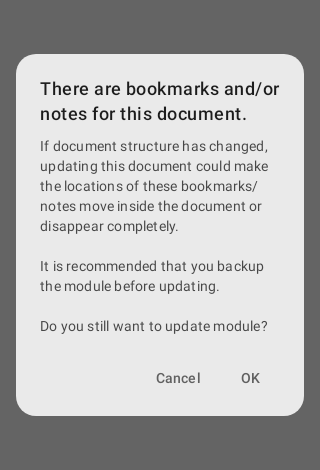 There are bookmarks and/or
notes for this document.
If document structure has changed,
updating this document could make
the locations of these bookmarks/
notes move inside the document or
disappear completely.
It is recommended that you backup
the module before updating.
Do you still want to update module?
Cancel OK